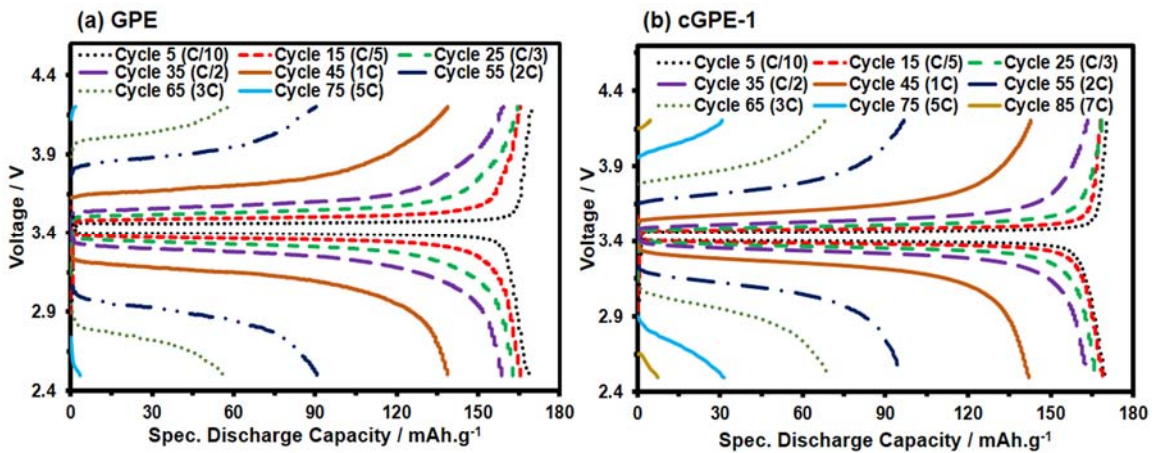 (a) GPE
Cycle 5 (C/10) Cycle 15 (C/5) Cycle 25 (C/3)
Cycle 35 (C/2) Cycle 45 (1C) Cycle 55 (2C)
Cycle 65 (3C) Cycle 75 (5C)
4.4
3.9
3.4
2.9
2.4
Voltage / V
0 30 60 90 120 150 180
Spec. Discharge Capacity / mAh.g-1
(b) cGPE-1
Cycle 5 (C/10) Cycle 15 (C/5) Cycle 25 (C/3)
Cycle 35 (C/2) Cycle 45 (1C) Cycle 55 (2C)
Cycle 65 (3C) Cycle 75 (5C) Cycle 85 (7C)
4.4
3.9
3.4
2.9
2.4
Voltage / V
0 30 60 90 120 150 180
Spec. Discharge Capacity / mAh.g-1